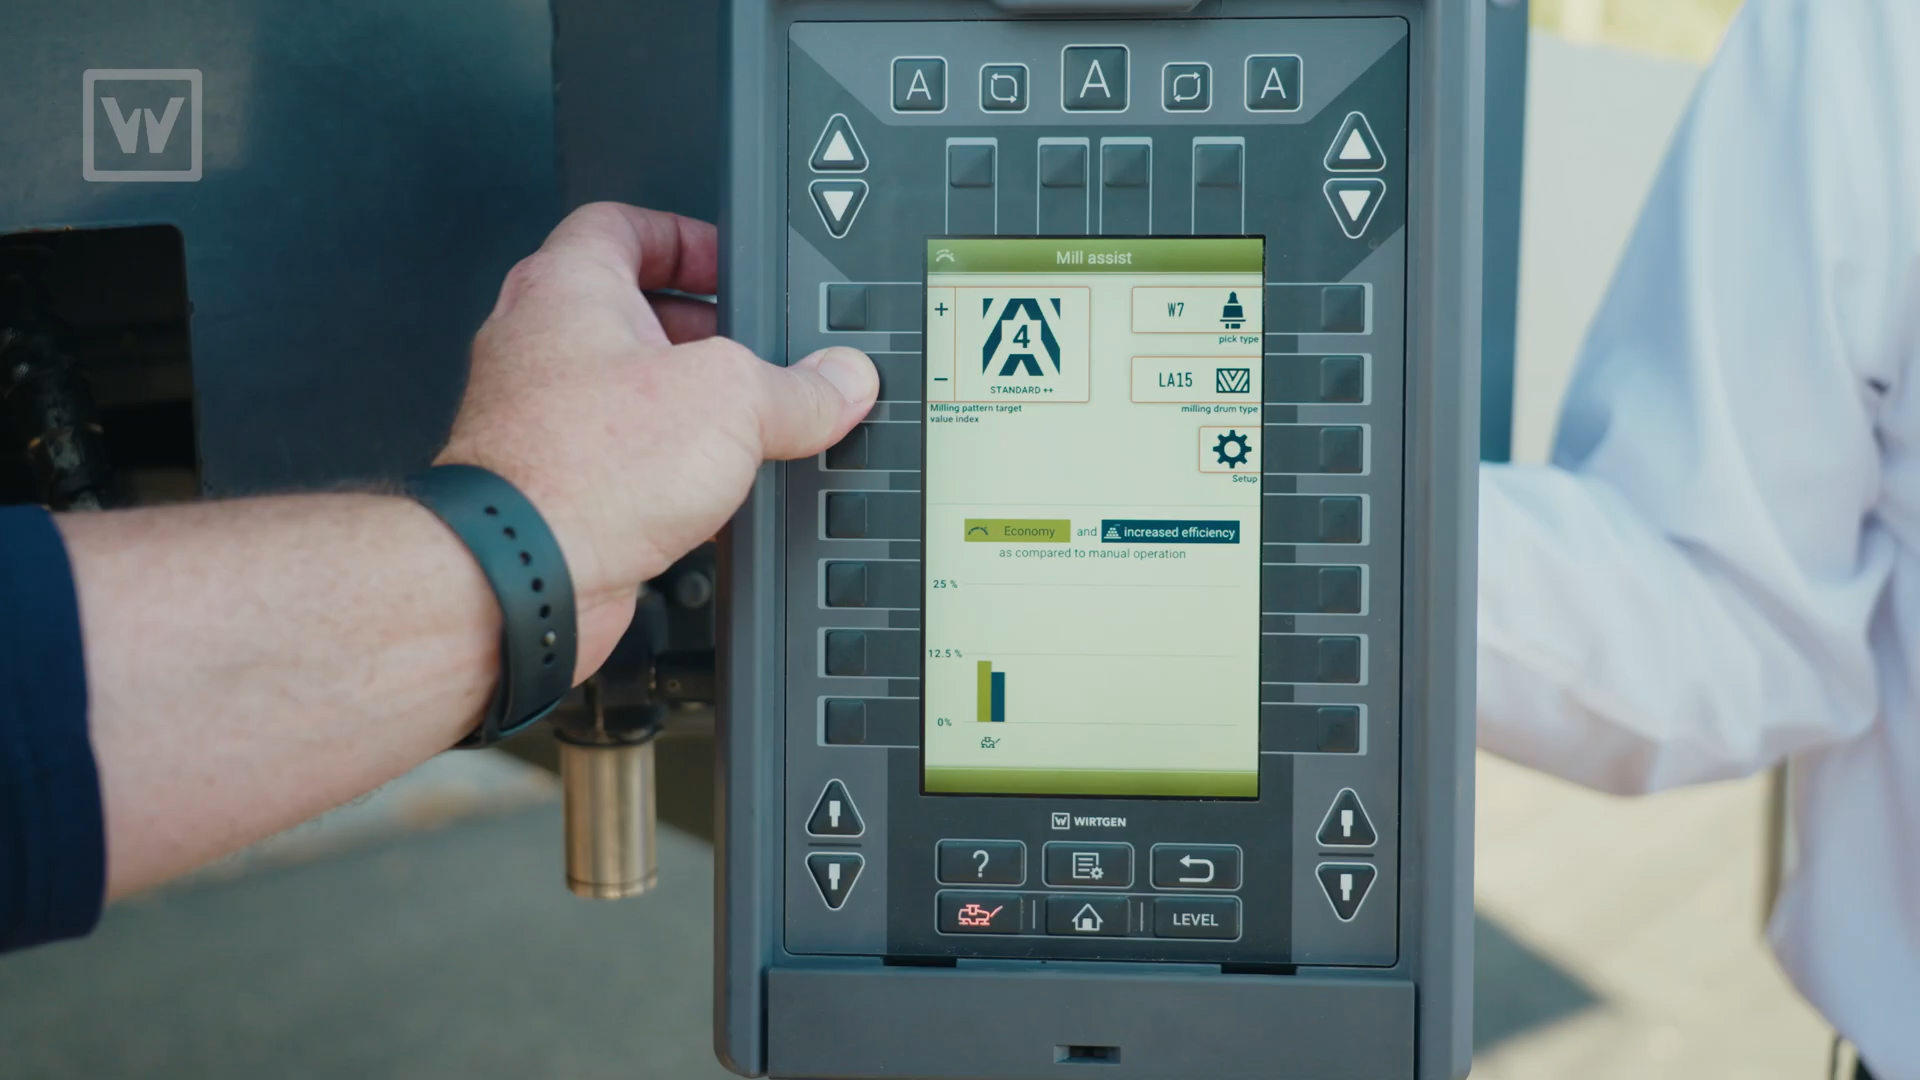 W
A A A
Mill assist
+
4
W7
pick type
-
STANDARD ++
LA15
Milling pattern target
value index
milling drum type
Setup
Economy and increased efficiency
as compared to manual operation
25 %
12.5 %
0%
W WIRTGEN
?
LEVEL